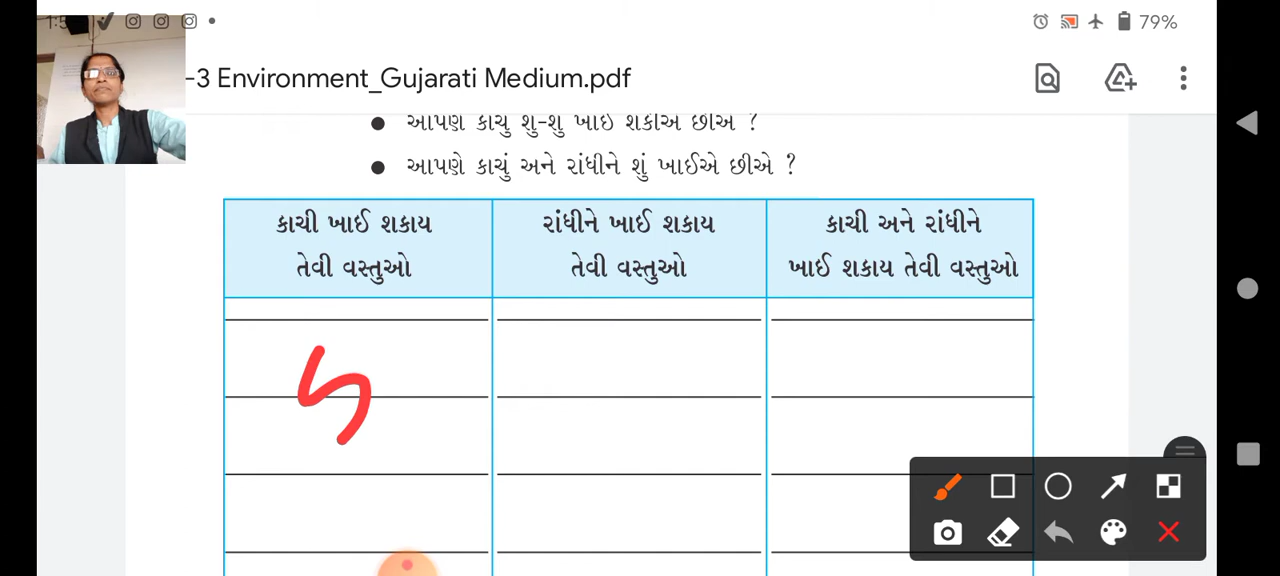 79%
-3 Environment_Gujarati Medium.pdf
આપણે કાચુ શુ-શુ ખાઇ શકીએ છીએ ?
આપણે કાચું અને રાંધીને શું ખાઈએ છીએ ?
કાચી ખાઈ શકાય
તેવી વસ્તુઓ
રાંધીને ખાઈ શકાય
તેવી વસ્તુઓ
કાચી અને રાંધીને
ખાઈ શકાય તેવી વસ્તુઓ